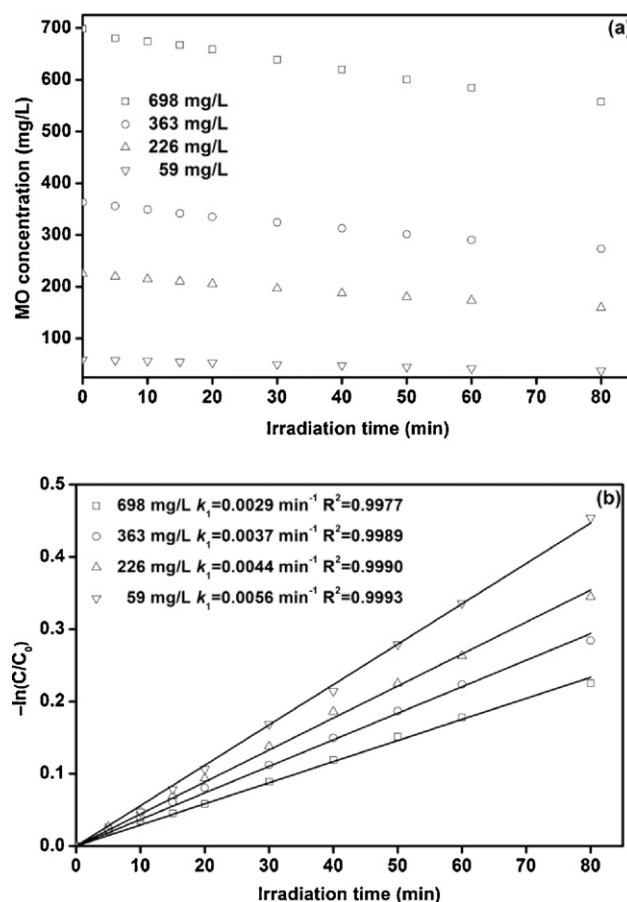 (a)
700
600
500
400
300
200
100
MO concentration (mg/L)
698 mg/L
363 mg/L
226 mg/L
59 mg/L
0 10 20 30 40 50 60 70 80
Irradiation time (min)
(b)
0.5
0.4
0.3
0.2
0.1
0.0
–ln(C/C₀)
698 mg/L k₁=0.0029 min⁻¹ R²=0.9977
363 mg/L k₁=0.0037 min⁻¹ R²=0.9989
226 mg/L k₁=0.0044 min⁻¹ R²=0.9990
59 mg/L k₁=0.0056 min⁻¹ R²=0.9993
0 10 20 30 40 50 60 70 80
Irradiation time (min)